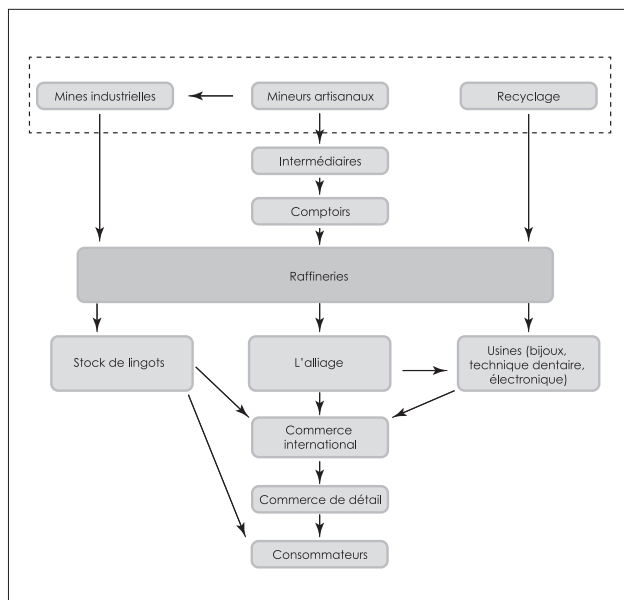 Mines industrielles
Mineurs artisanaux
Recyclage
Intermédiaires
Comptoirs
Raffineries
Stock de lingots
L'alliage
Usines (bijoux,
technique dentaire,
électronique)
Commerce
international
Commerce de détail
Consommateurs